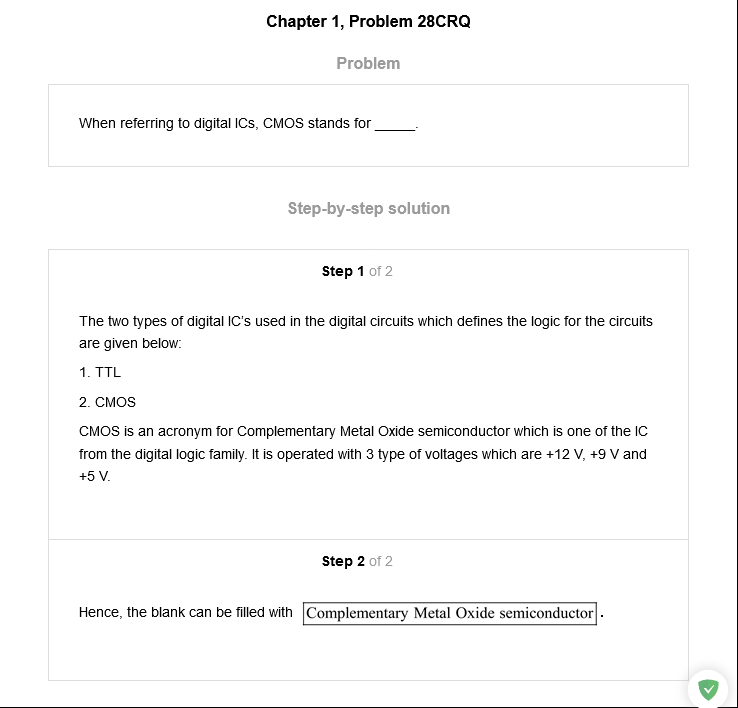 Chapter 1, Problem 28CRQ
Problem
When referring to digital ICs, CMOS stands for _____.
Step-by-step solution
Step 1 of 2
The two types of digital IC's used in the digital circuits which defines the logic for the circuits
are given below:
1. TTL
2. CMOS
CMOS is an acronym for Complementary Metal Oxide semiconductor which is one of the IC
from the digital logic family. It is operated with 3 type of voltages which are +12 V, +9 V and
+5 V.
Step 2 of 2
Hence, the blank can be filled with Complementary Metal Oxide semiconductor .